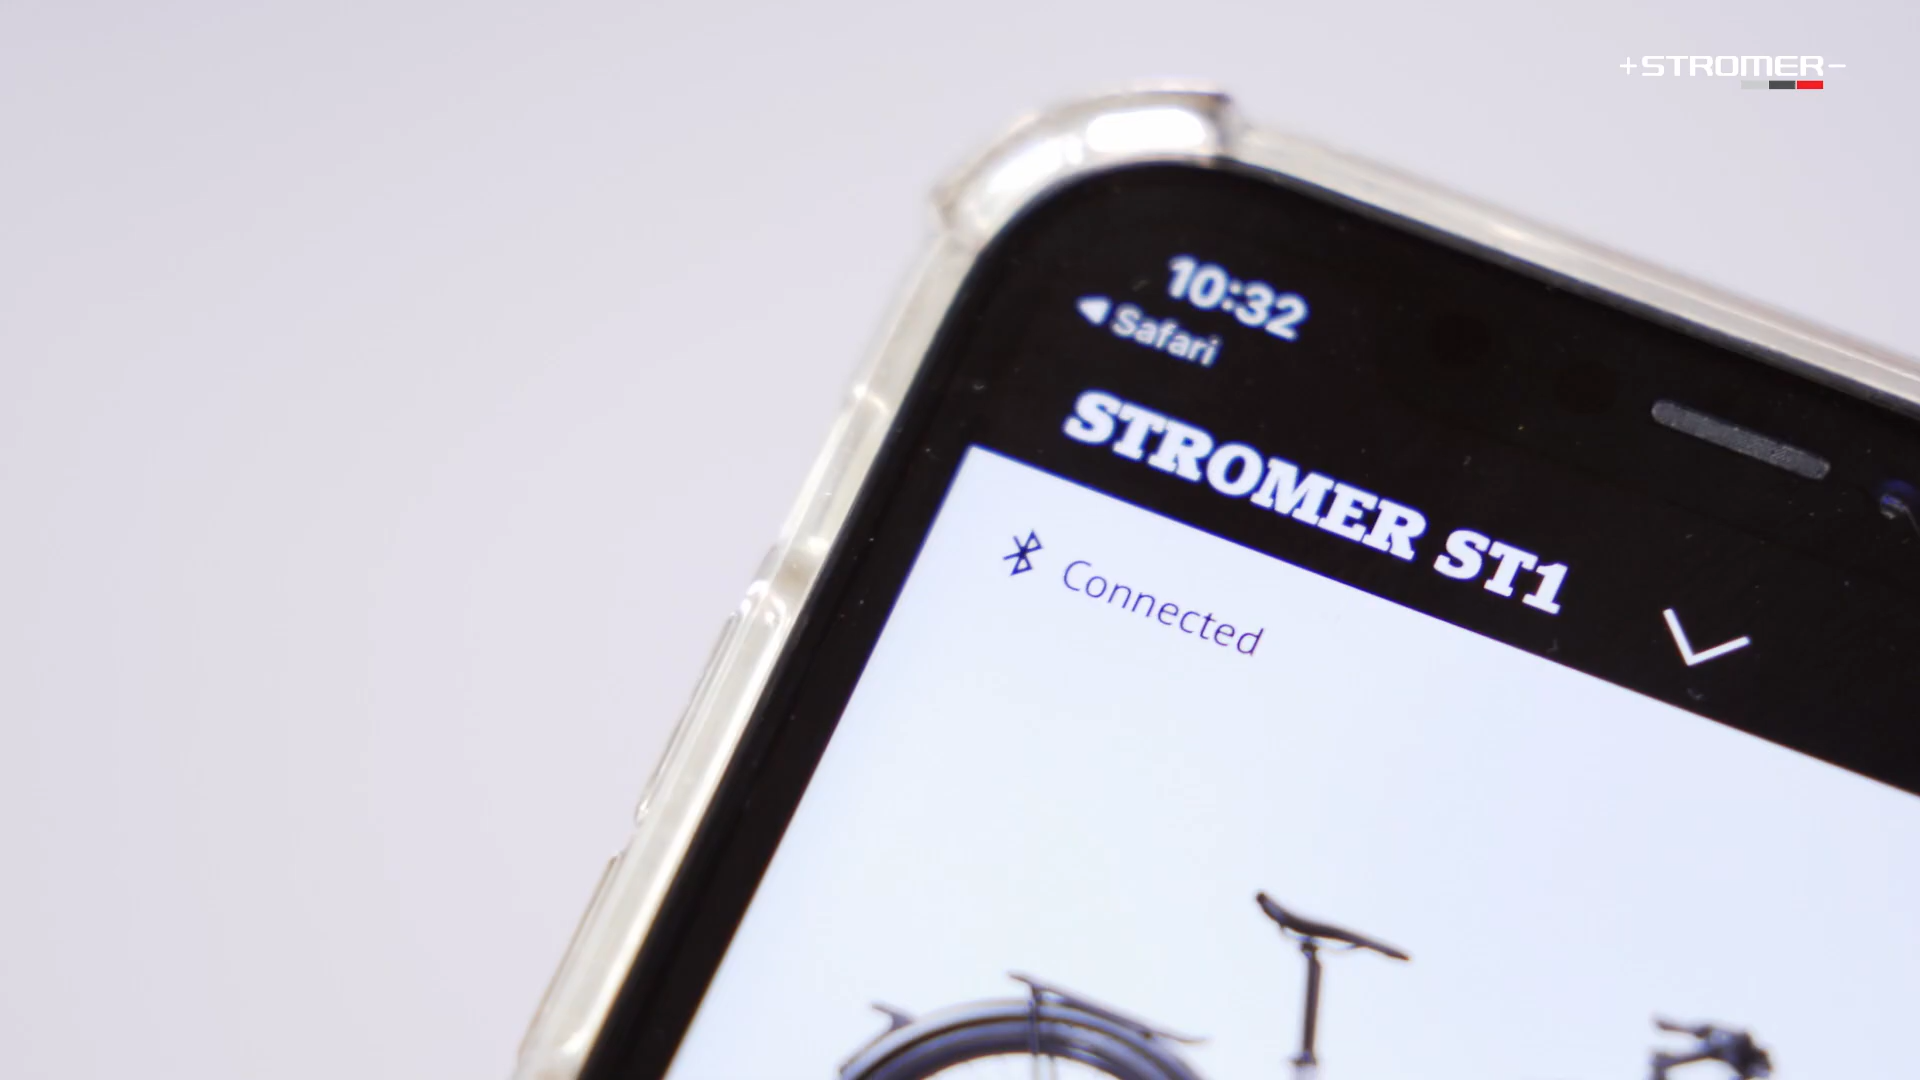 +STROMER-
10:32
◀ Safari
STROMER ST1
Connected